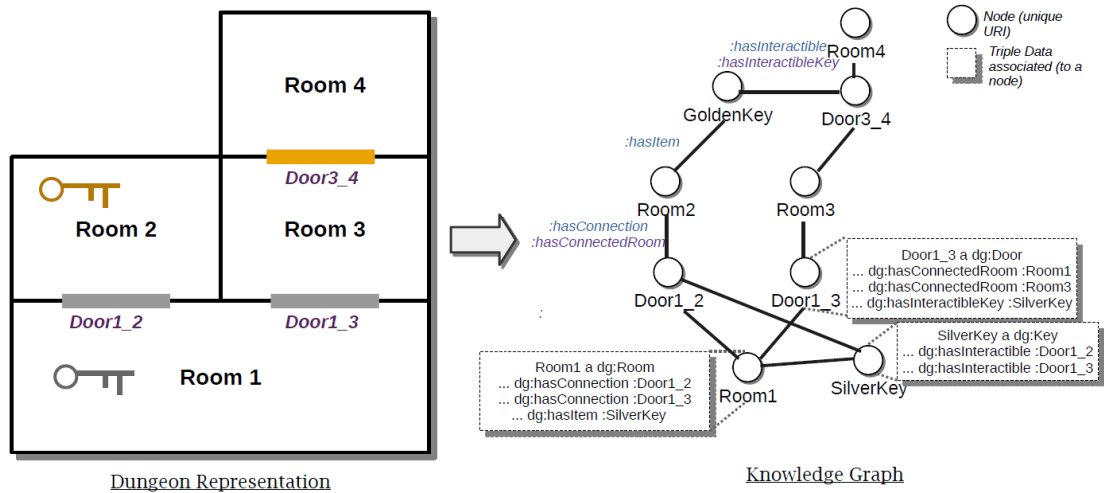 Room 4
Door3_4
Room 2
Room 3
Door1_2
Door1_3
Room 1
Dungeon Representation
Node (unique
URI)
Triple Data
associated (to a
node)
:hasInteractible
:hasInteractibleKey
Room4
GoldenKey
Door3_4
:hasItem
Room2
Room3
:hasConnection
:hasConnectedRoom
Door1_2
Door1_3
Door1_3 a dg:Door
... dg:hasConnectedRoom :Room1
... dg:hasConnectedRoom :Room3
... dg:hasInteractibleKey :SilverKey
:
SilverKey a dg:Key
... dg:hasInteractible :Door1_2
... dg:hasInteractible :Door1_3
Room1 a dg:Room
... dg:hasConnection :Door1_2
... dg:hasConnection :Door1_3
... dg:hasItem :SilverKey
Room1
SilverKey
Knowledge Graph